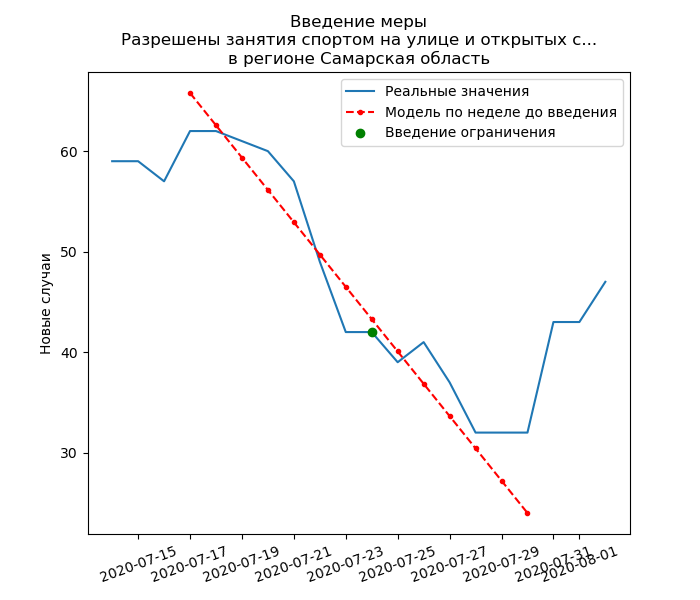 Введение меры
Разрешены занятия спортом на улице и открытых с...
в регионе Самарская область
Реальные значения
Модель по неделе до введения
Введение ограничения
Новые случаи
60
50
40
30
2020-07-15
2020-07-17
2020-07-19
2020-07-21
2020-07-23
2020-07-25
2020-07-27
2020-07-29
2020-07-31
2020-08-01